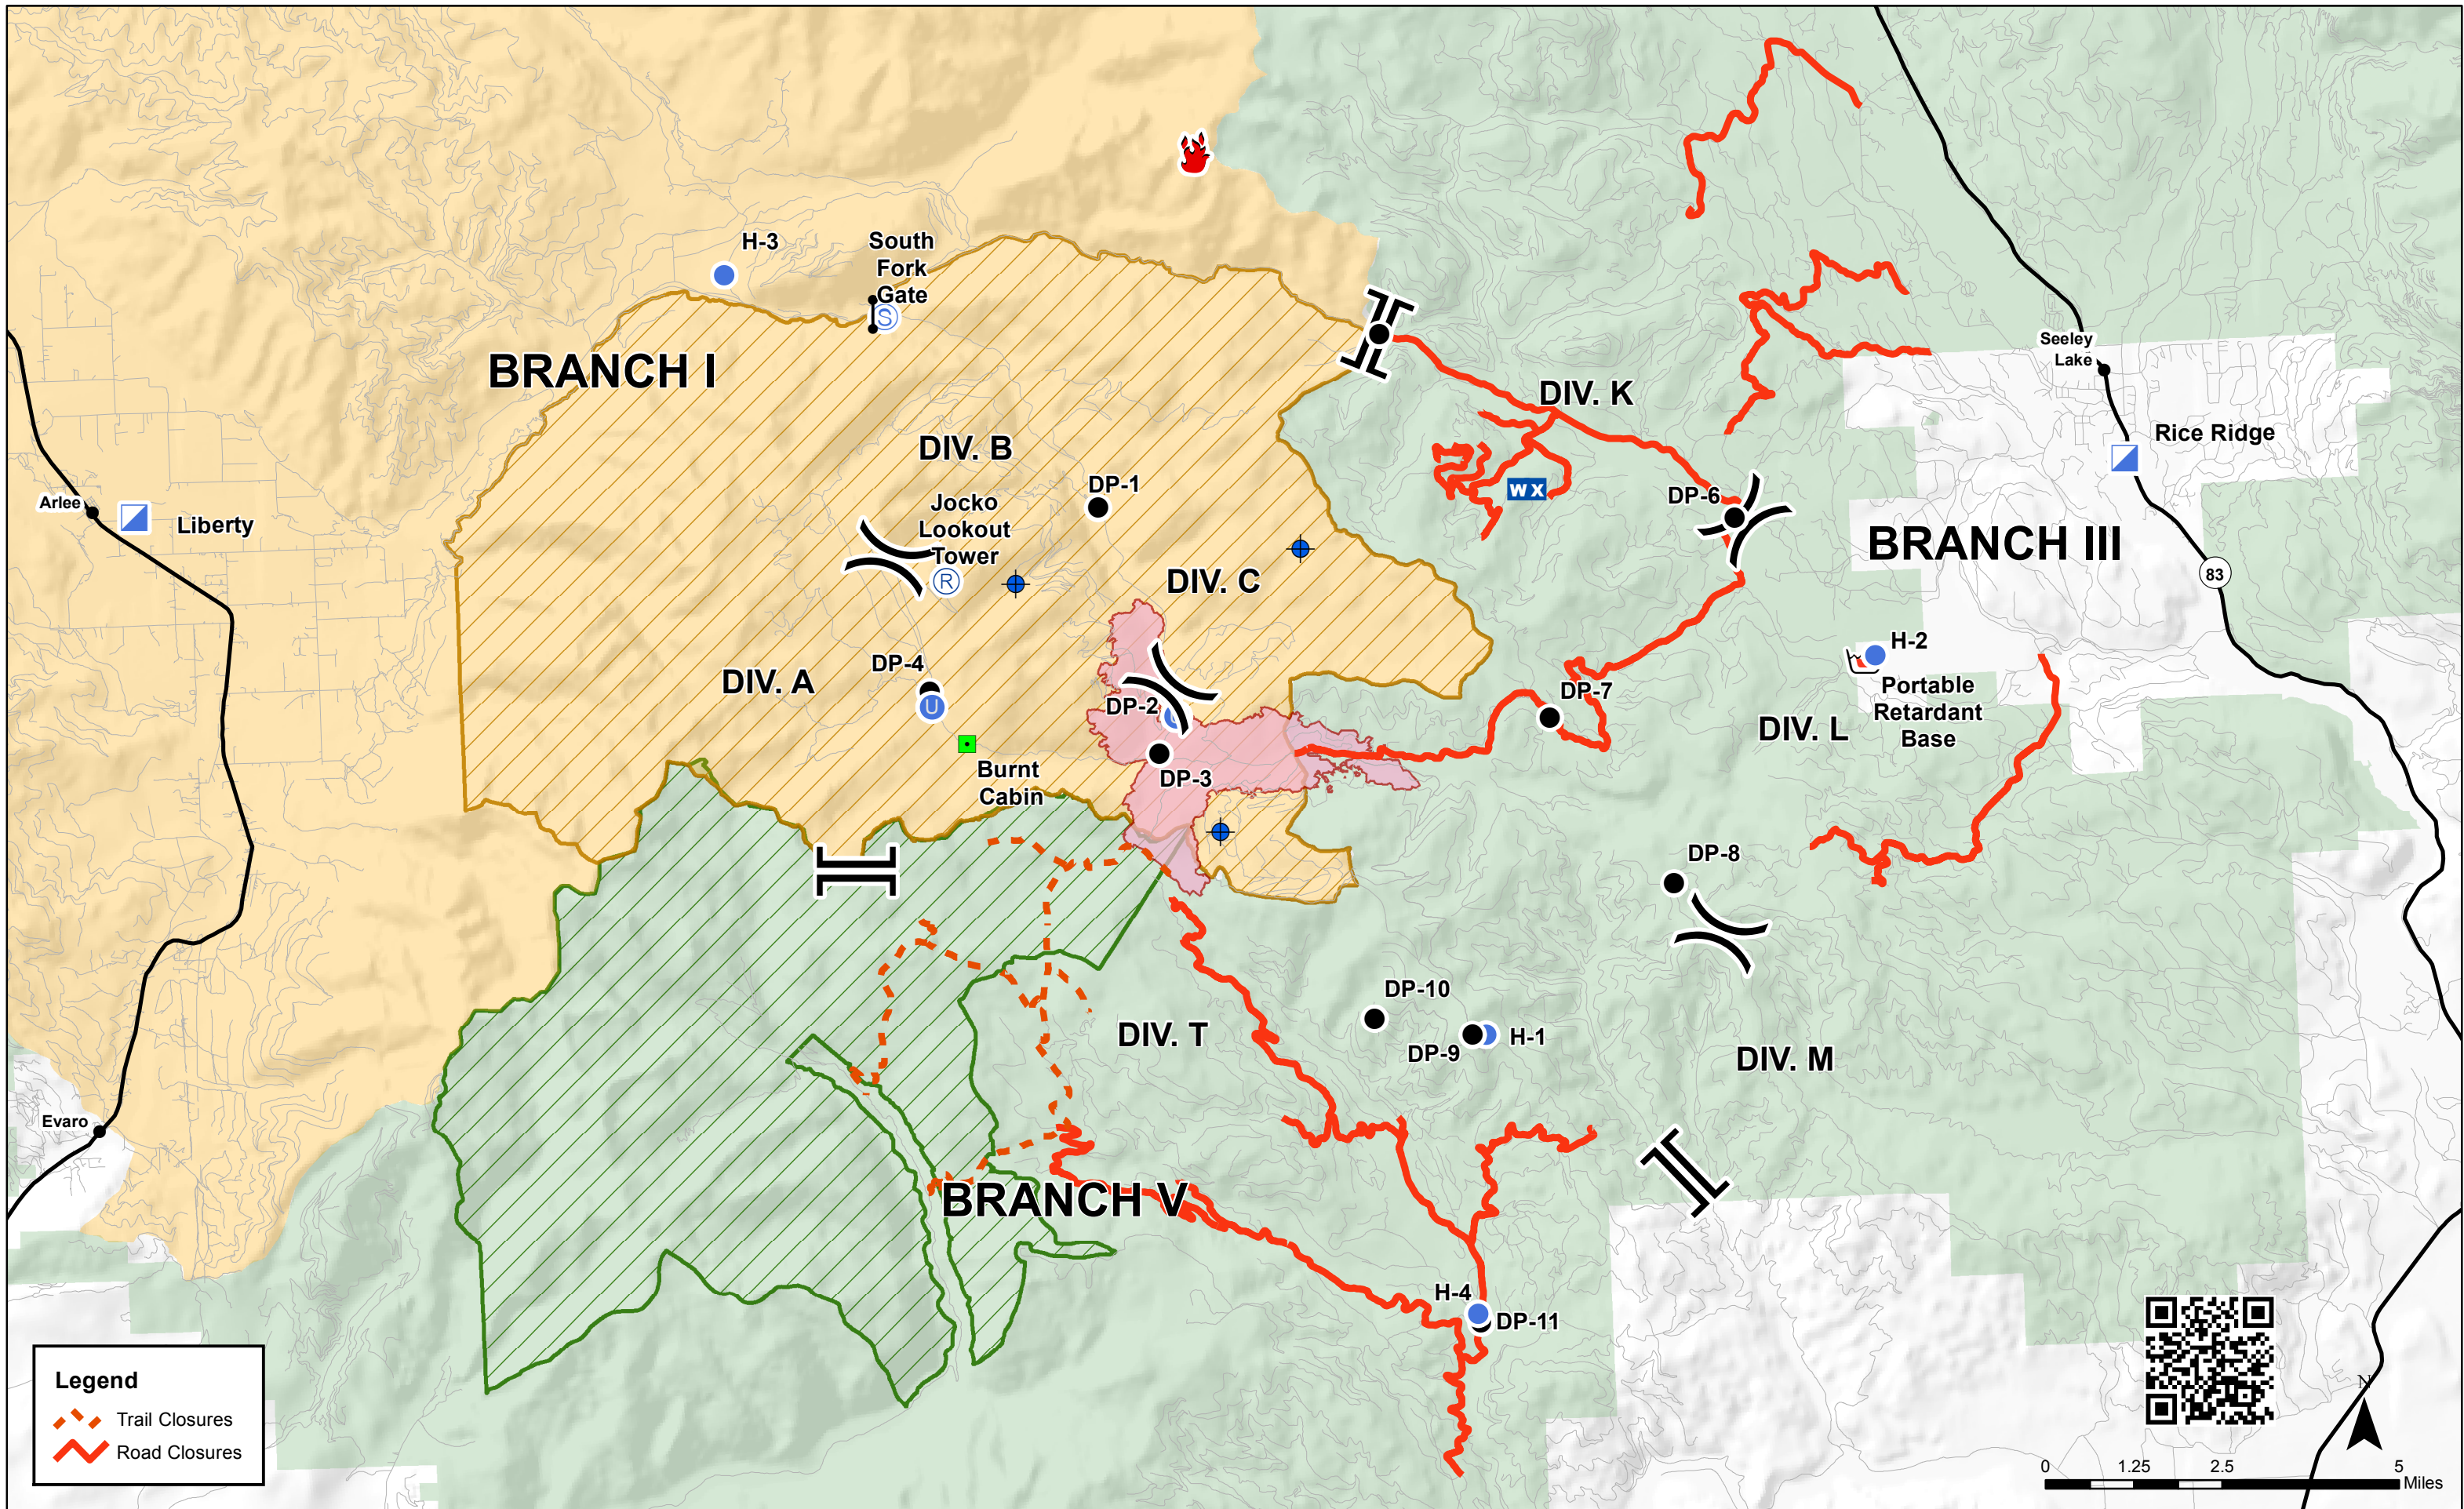 H-3
South
Fork
Gate
S
BRANCH I
Seeley
Lake
DIV. K
Rice Ridge
DIV. B
DP-1
WX
DP-6
Arlee
Liberty
Jocko
Lookout
Tower
R
BRANCH III
DIV. C
83
H-2
DP-4
DIV. A
U
DP-2
DP-7
Portable
Retardant
Base
DIV. L
Burnt
Cabin
DP-3
DP-8
DP-10
DIV. T
DP-9
H-1
DIV. M
Evaro
BRANCH V
H-4
DP-11
Legend
Trail Closures
Road Closures
N
0 1.25 2.5 5
Miles